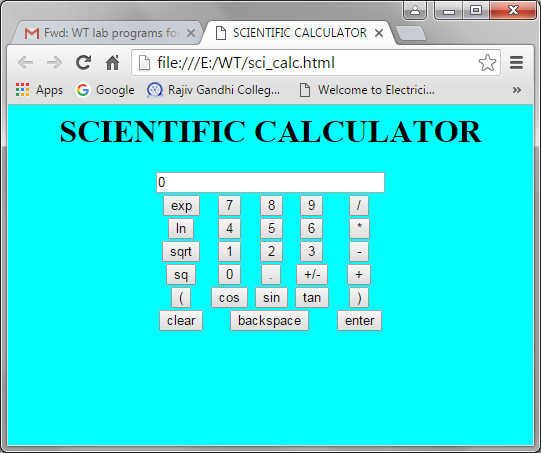 Fwd: WT lab programs for
SCIENTIFIC CALCULATOR
file:///E:/WT/sci_calc.html
Apps Google Rajiv Gandhi Colleg... Welcome to Electrici... »
SCIENTIFIC CALCULATOR
0
exp 7 8 9 /
ln 4 5 6 *
sqrt 1 2 3 -
sq 0 . +/- +
( cos sin tan )
clear backspace enter